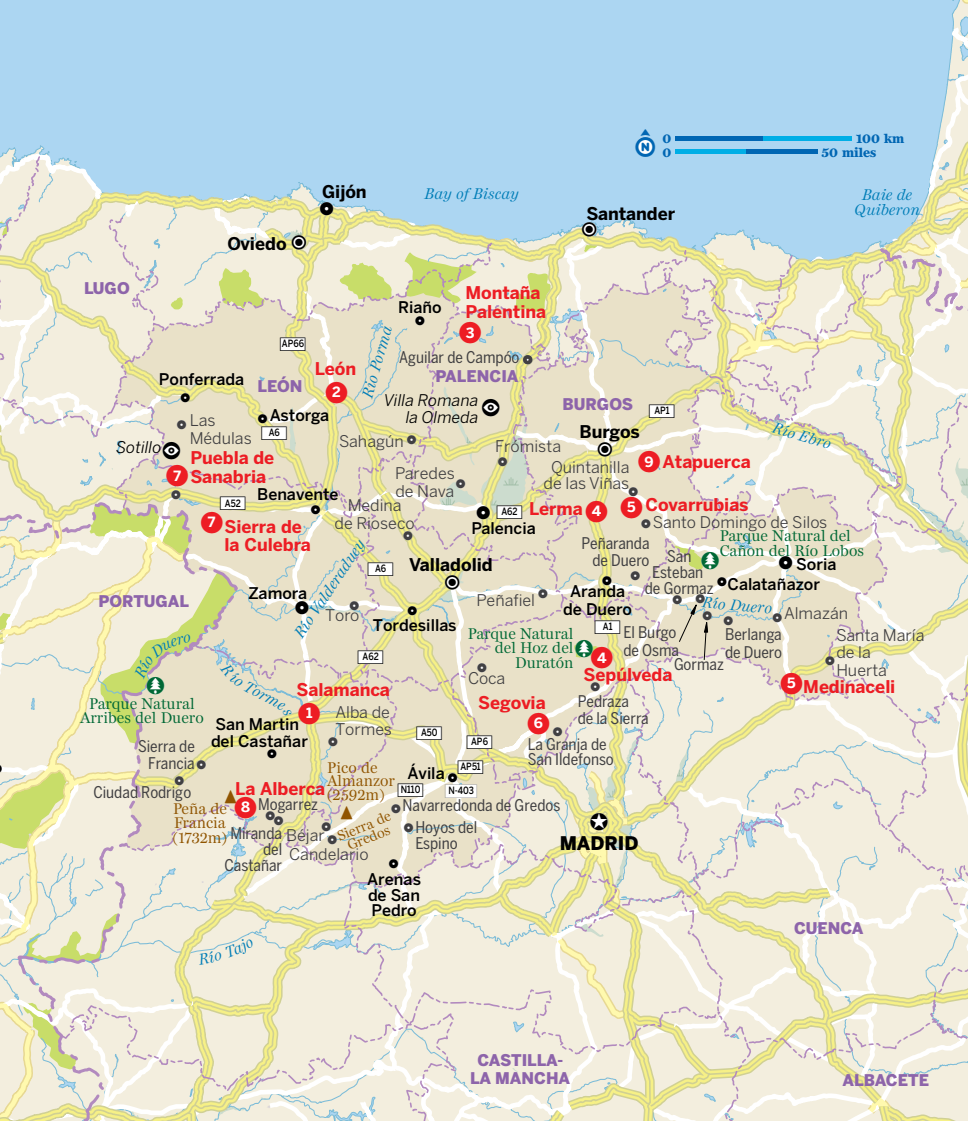 0 100 km
N
0 50 miles
Gijón
Bay of Biscay
Baie de
Quiberon
Santander
Oviedo
LUGO
Montaña
Palentina
3
Riaño
Río Porma
AP66
León
2
Aguilar de Campóo
PALENCIA
Ponferrada
LEÓN
Villa Romana
la Olmeda
BURGOS
AP1
Astorga
A6
Las
Médulas
Río Ebro
Burgos
Sotillo
Sahagún
Frómista
Puebla de
Sanabria
7
9 Atapuerca
Quintanilla
de las Viñas
Paredes
de Nava
Benavente
A52
Medina
de Rioseco
A62
Palencia
Lerma 4
5 Covarrubias
Santo Domingo de Silos
7 Sierra de
la Culebra
Parque Natural del
Cañon del Río Lobos
Peñaranda
de Duero
San
Esteban
de Gormaz
Soria
Valladolid
A6
Río Valderaduey
Calatañazor
PORTUGAL
Zamora
Toro
Tordesillas
Peñafiel
Aranda
de Duero
Río Duero
Almazán
A1
El Burgo
de Osma
Gormaz
Berlanga
de Duero
Santa María
de la
Huerta
Parque Natural
del Hoz del
Duratón
4
Sepúlveda
Río Duero
A62
Coca
Río Tormes
Parque Natural
Arribes del Duero
Salamanca
1
5 Medinaceli
Segovia
6
Pedraza
de la Sierra
Alba de
Tormes
San Martín
del Castañar
A50
AP6
La Granja de
San Ildefonso
Sierra de
Francia
Pico de
Almanzor
(2592m)
Ávila
AP51
N110
N-403
Ciudad Rodrigo
La Alberca
8
Mogarrez
Peña de
Francia
(1732m)
Navarredonda de Gredos
Miranda
del
Castañar
Béjar
Candelario
Sierra de
Gredos
Hoyos del
Espino
MADRID
Arenas
de San
Pedro
CUENCA
Río Tajo
CASTILLA-
LA MANCHA
ALBACETE